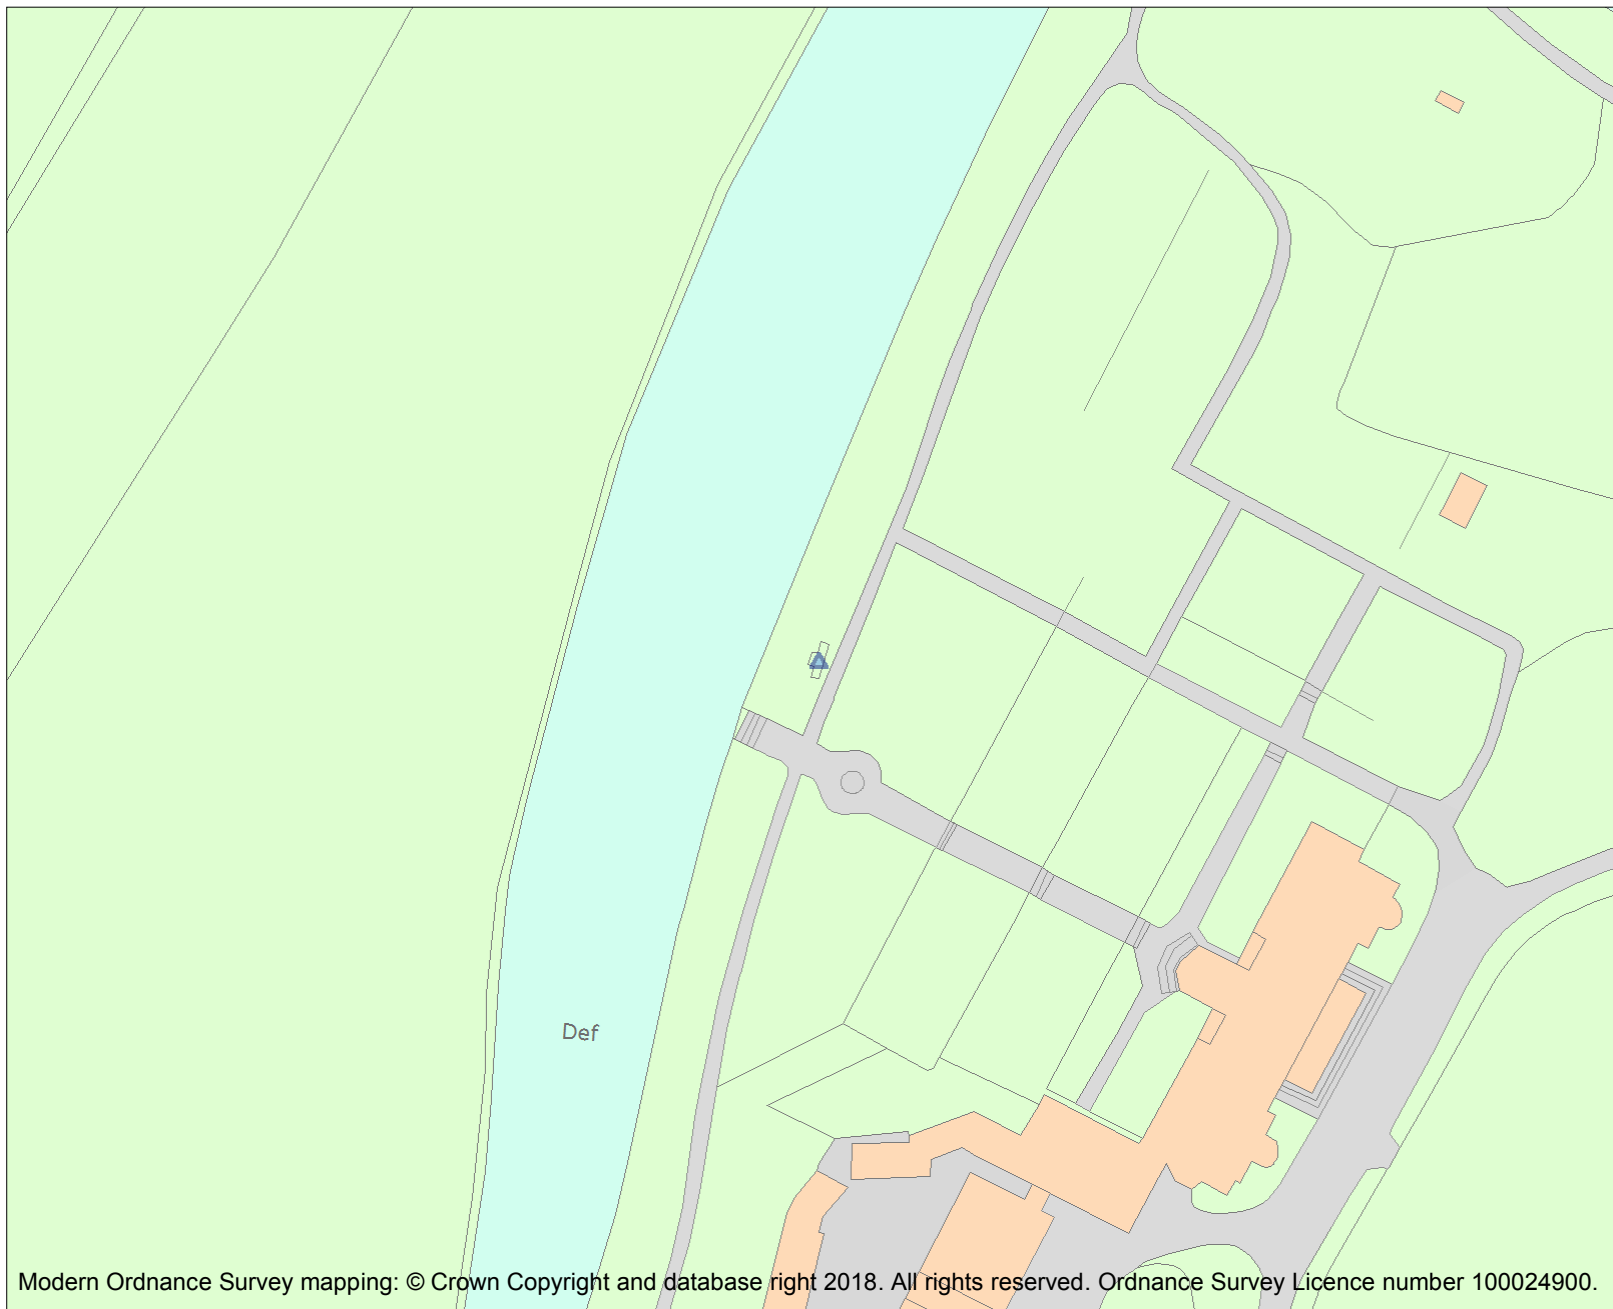 Def
Modern Ordnance Survey mapping: © Crown Copyright and database right 2018. All rights reserved. Ordnance Survey Licence number 100024900.